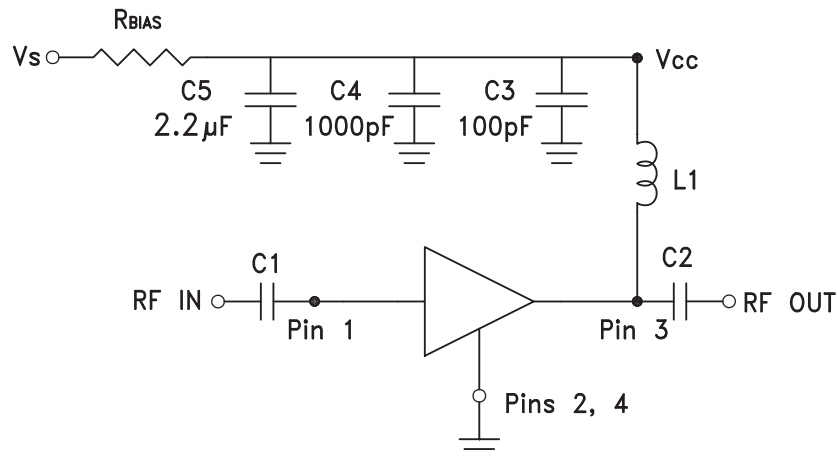 RBIAS
Vs
Vcc
C5
2.2µF
C4
1000pF
C3
100pF
L1
C1
C2
RF IN
RF OUT
Pin 1
Pin 3
Pins 2, 4